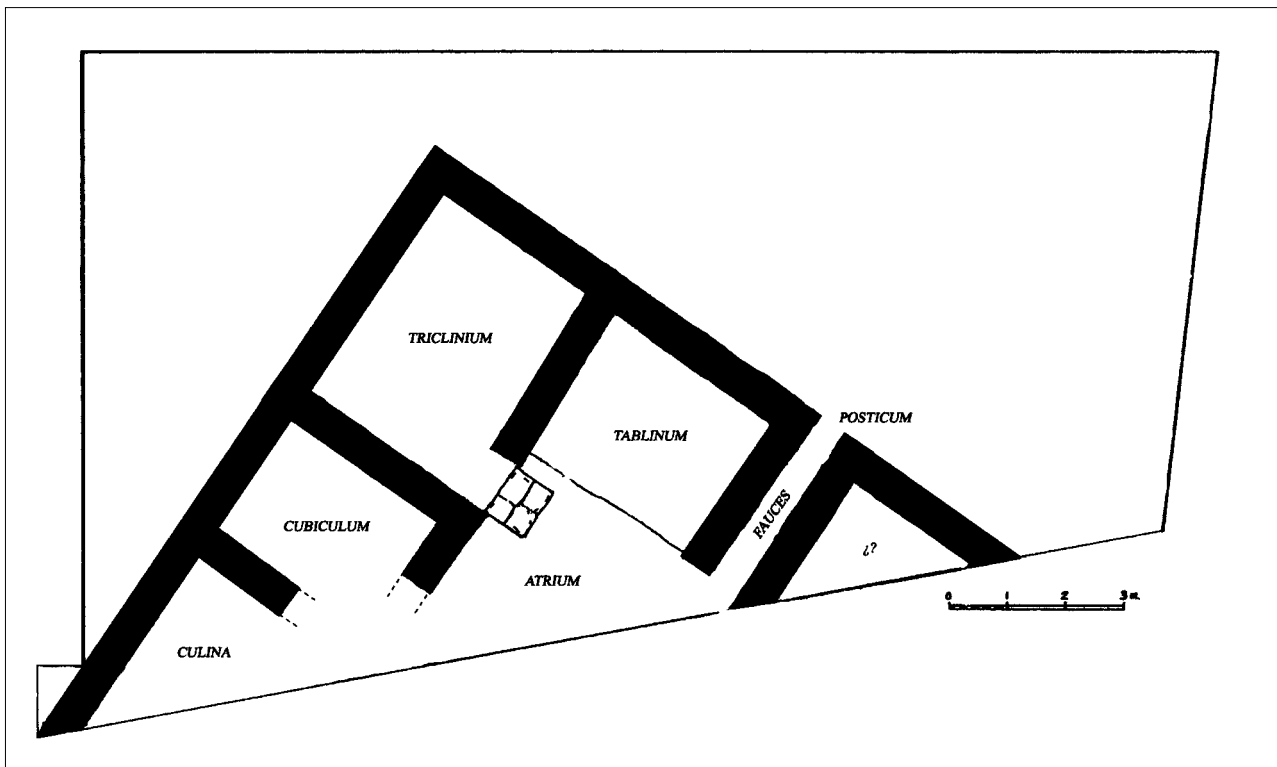 TRICLINIUM
POSTICUM
TABLINUM
FAUCES
CUBICULUM
¿?
ATRIUM
0 1 2 3 m.
CULINA